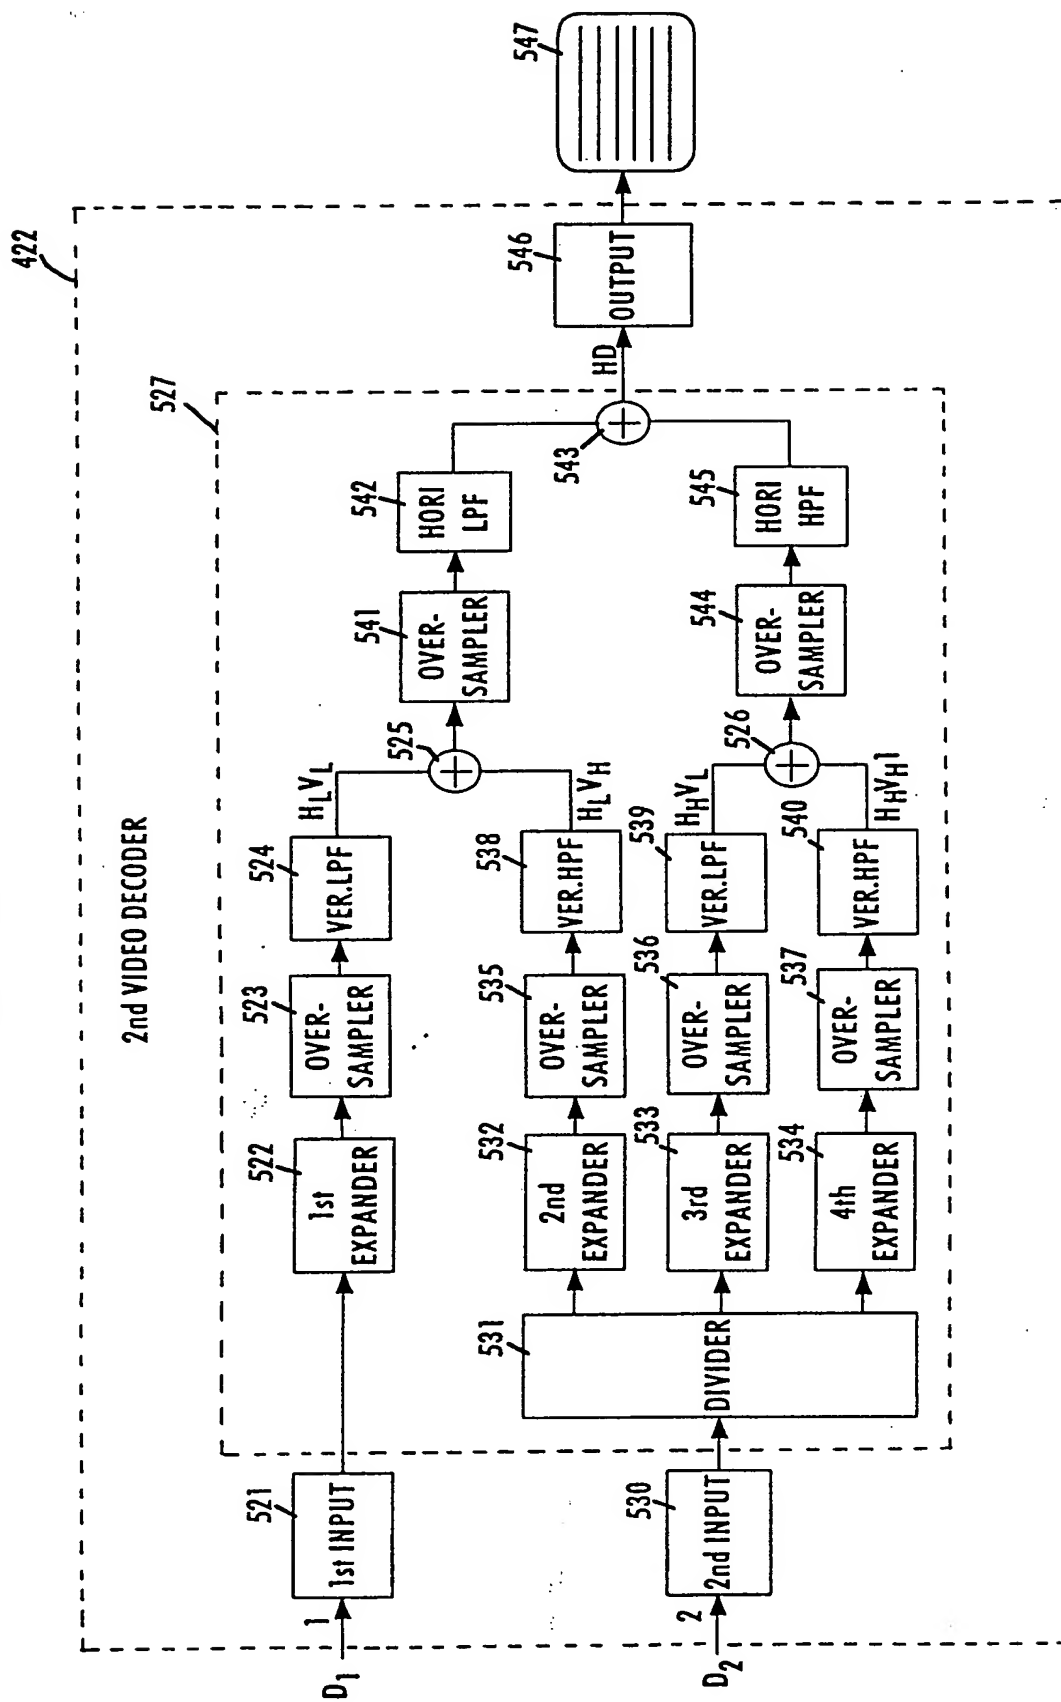 2nd VIDEO DECODER
422
527
D1
1
521
1st INPUT
522
1st
EXPANDER
523
OVER-
SAMPLER
524
VER.LPF
HLVL
525
541
OVER-
SAMPLER
542
HORI
LPF
D2
2
530
2nd INPUT
531
DIVIDER
532
2nd
EXPANDER
535
OVER-
SAMPLER
538
VER.HPF
HLVH
533
3rd
EXPANDER
536
OVER-
SAMPLER
539
VER.LPF
HHVL
534
4th
EXPANDER
537
OVER-
SAMPLER
540
VER.HPF
HHVH1
526
544
OVER-
SAMPLER
545
HORI
HPF
543
HD
546
OUTPUT
547